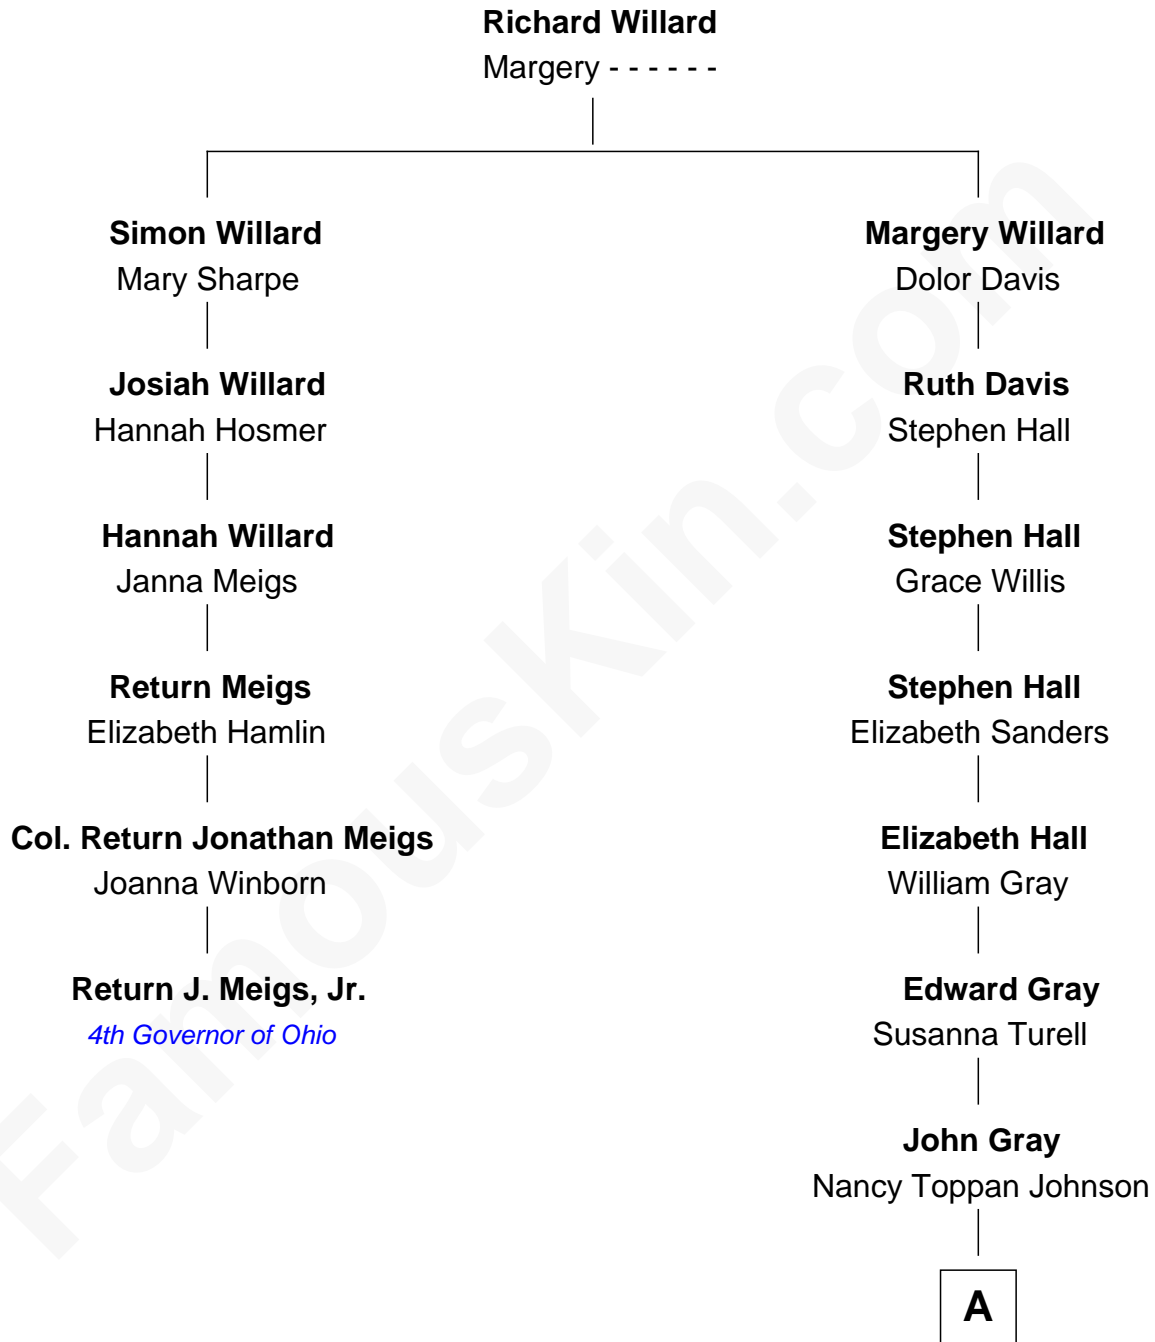 Richard Willard
Margery - - - - - -
Simon Willard
Mary Sharpe
Margery Willard
Dolor Davis
Josiah Willard
Hannah Hosmer
Ruth Davis
Stephen Hall
Hannah Willard
Janna Meigs
Stephen Hall
Grace Willis
Return Meigs
Elizabeth Hamlin
Stephen Hall
Elizabeth Sanders
Col. Return Jonathan Meigs
Joanna Winborn
Elizabeth Hall
William Gray
Return J. Meigs, Jr.
4th Governor of Ohio
Edward Gray
Susanna Turell
John Gray
Nancy Toppan Johnson
A
FamousKin.com